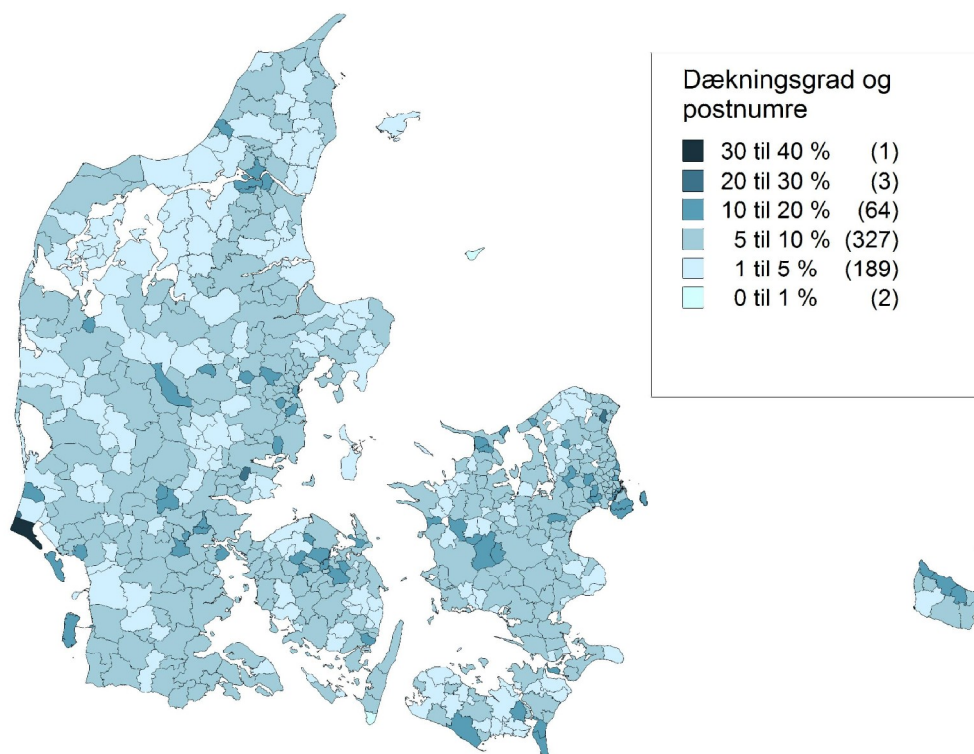 Dækningsgrad og
postnumre
30 til 40 % (1)
20 til 30 % (3)
10 til 20 % (64)
5 til 10 % (327)
1 til 5 % (189)
0 til 1 % (2)